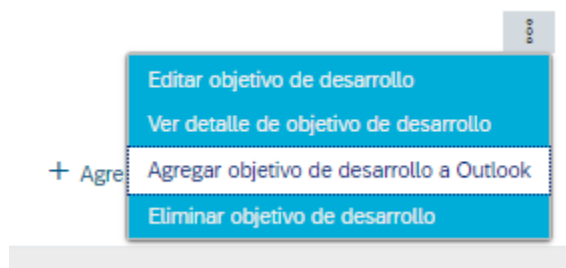 Editar objetivo de desarrollo
Ver detalle de objetivo de desarrollo
+ Agre
Agregar objetivo de desarrollo a Outlook
Eliminar objetivo de desarrollo